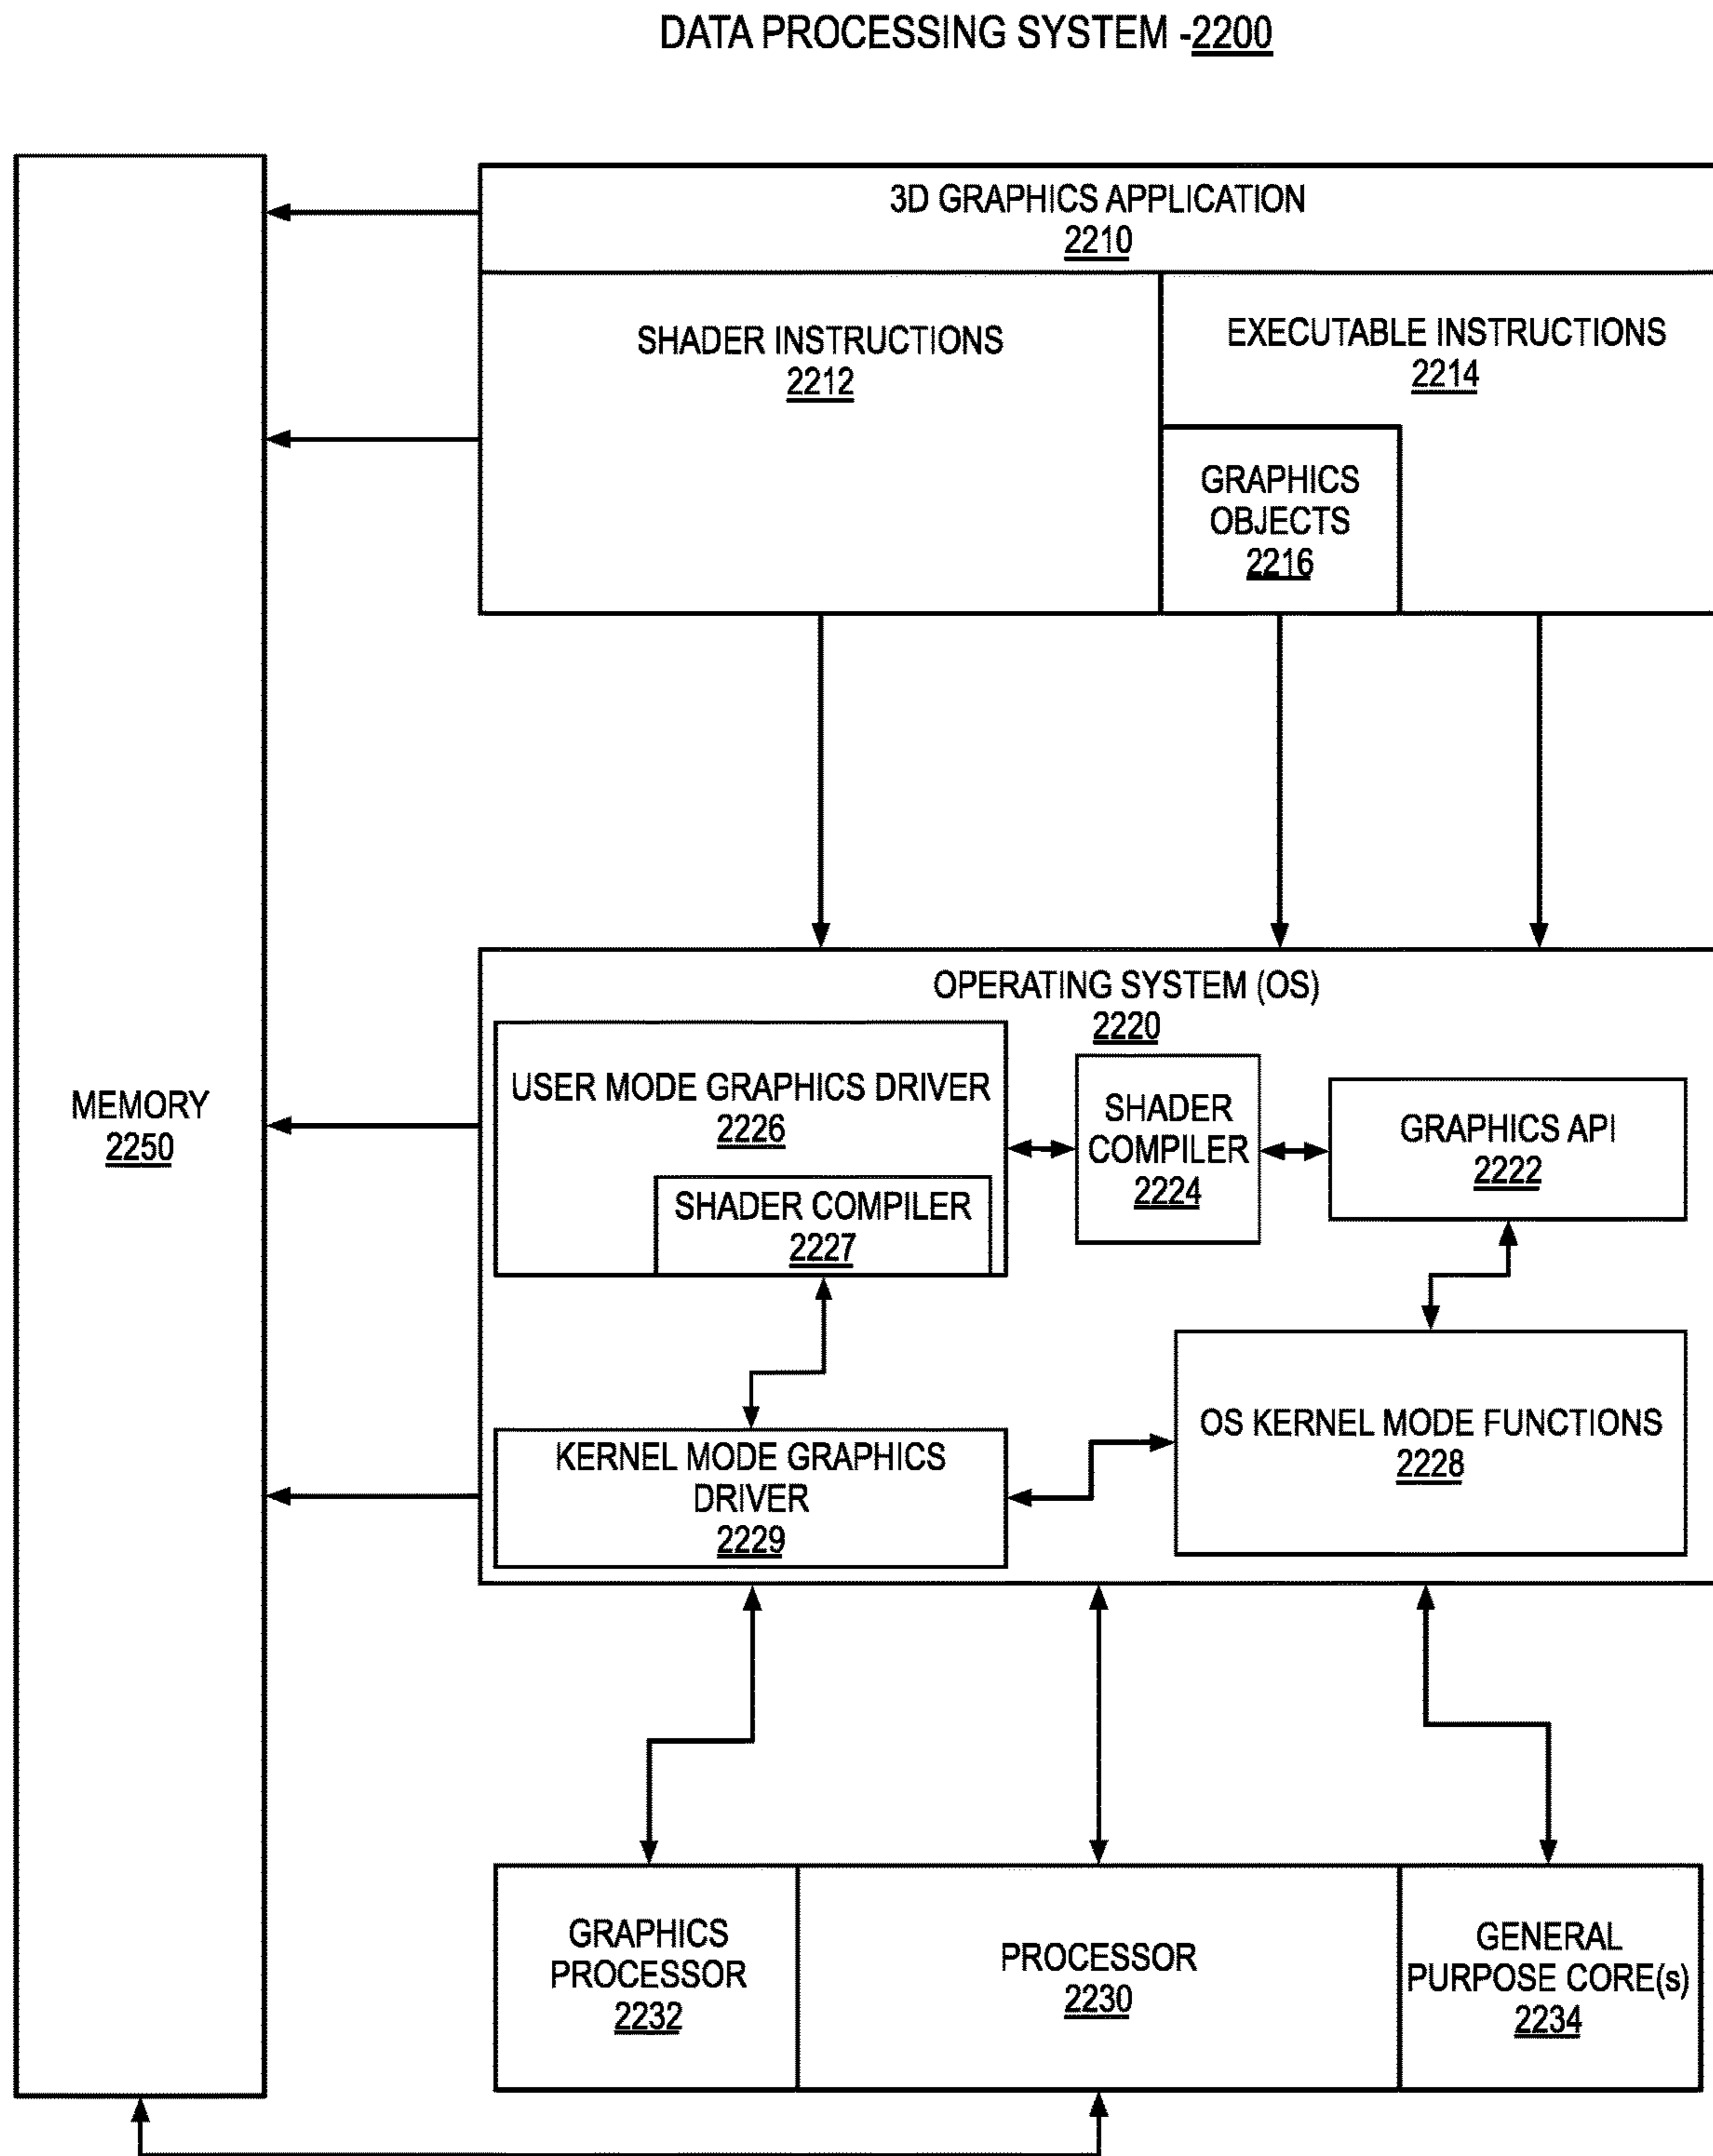 DATA PROCESSING SYSTEM -2200
3D GRAPHICS APPLICATION
2210
SHADER INSTRUCTIONS
2212
EXECUTABLE INSTRUCTIONS
2214
GRAPHICS
OBJECTS
2216
MEMORY
2250
OPERATING SYSTEM (OS)
2220
USER MODE GRAPHICS DRIVER
2226
SHADER COMPILER
2227
SHADER
COMPILER
2224
GRAPHICS API
2222
KERNEL MODE GRAPHICS
DRIVER
2229
OS KERNEL MODE FUNCTIONS
2228
GRAPHICS
PROCESSOR
2232
PROCESSOR
2230
GENERAL
PURPOSE CORE(s)
2234